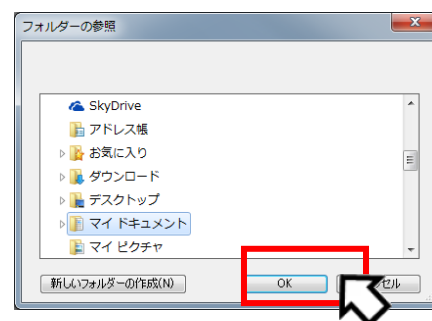 フォルダーの参照
SkyDrive
アドレス帳
お気に入り
ダウンロード
デスクトップ
マイ ドキュメント
マイ ピクチャ
新しいフォルダーの作成(N)
OK
セル